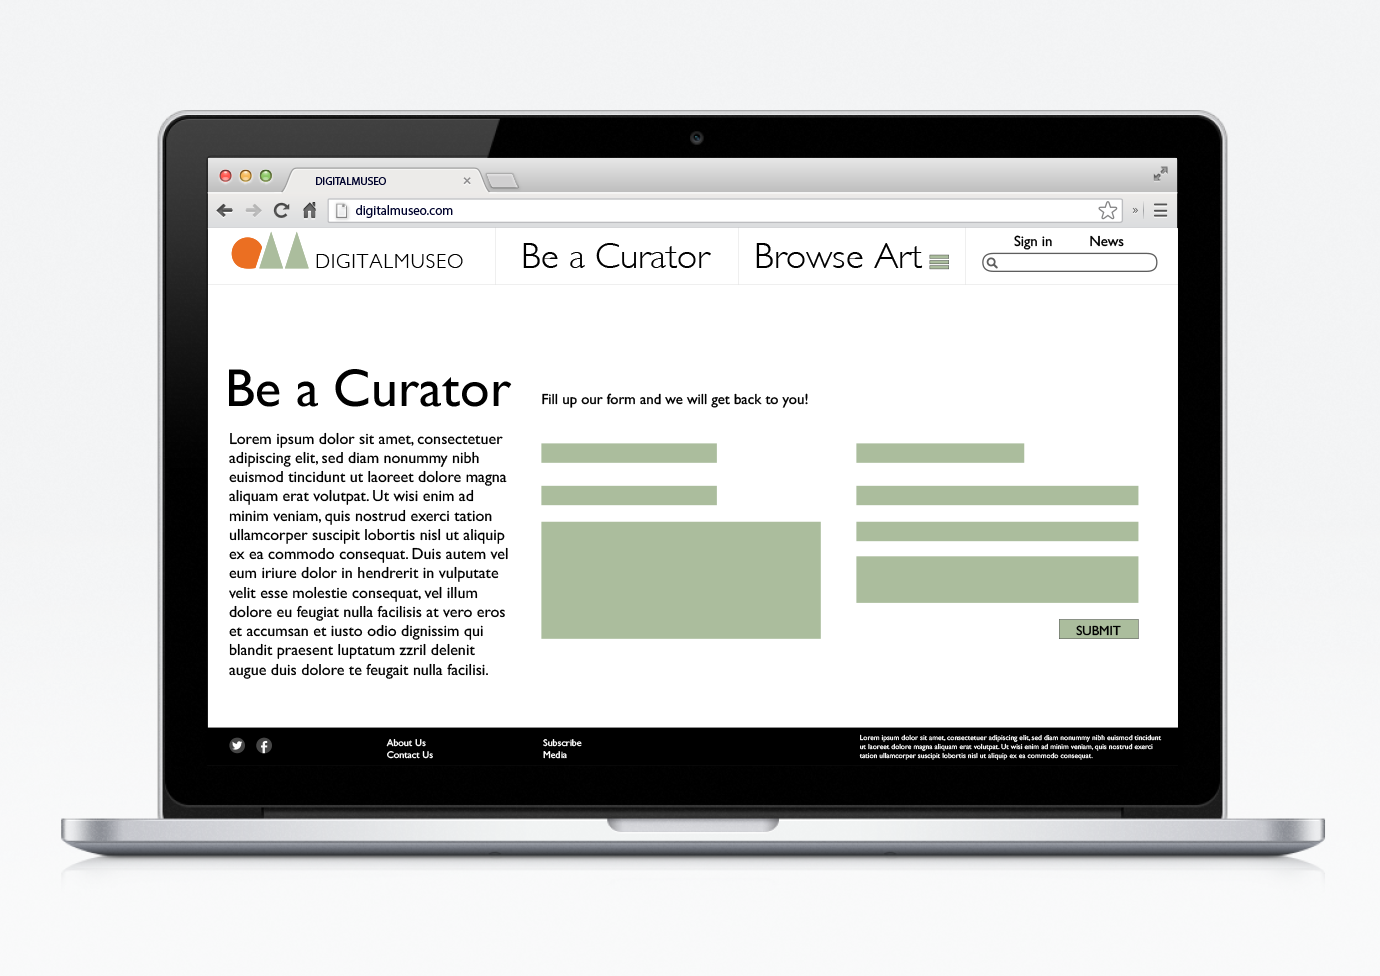 DIGITALMUSEO
digitalmuseo.com
DIGITALMUSEO
Be a Curator
Browse Art
Sign in
News
Be a Curator
Lorem ipsum dolor sit amet, consectetuer
adipiscing elit, sed diam nonummy nibh
euismod tincidunt ut laoreet dolore magna
aliquam erat volutpat. Ut wisi enim ad
minim veniam, quis nostrud exerci tation
ullamcorper suscipit lobortis nisl ut aliquip
ex ea commodo consequat. Duis autem vel
eum iriure dolor in hendrerit in vulputate
velit esse molestie consequat, vel illum
dolore eu feugiat nulla facilisis at vero eros
et accumsan et iusto odio dignissim qui
blandit praesent luptatum zzril delenit
augue duis dolore te feugait nulla facilisi.
Fill up our form and we will get back to you!
SUBMIT
About Us
Contact Us
Subscribe
Media
Lorem ipsum dolor sit amet, consectetuer adipiscing elit, sed diam nonummy nibh euismod tincidunt
ut laoreet dolore magna aliquam erat volutpat. Ut wisi enim ad minim veniam, quis nostrud exerci
tation ullamcorper suscipit lobortis nisl ut aliquip ex ea commodo consequat.